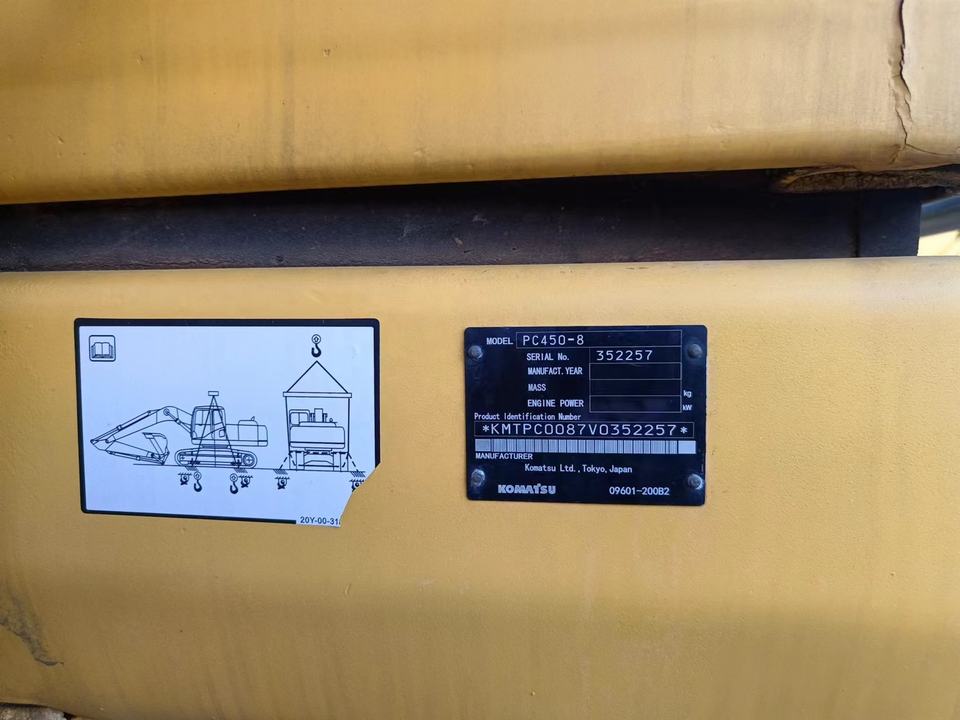 20Y-00-31
MODEL PC450-8
SERIAL No. 352257
MANUFACT. YEAR
MASS kg
ENGINE POWER kW
Product Identification Number
*KMTPC0087V0352257*
MANUFACTURER
Komatsu Ltd., Tokyo, Japan
KOMATSU 09601-200B2